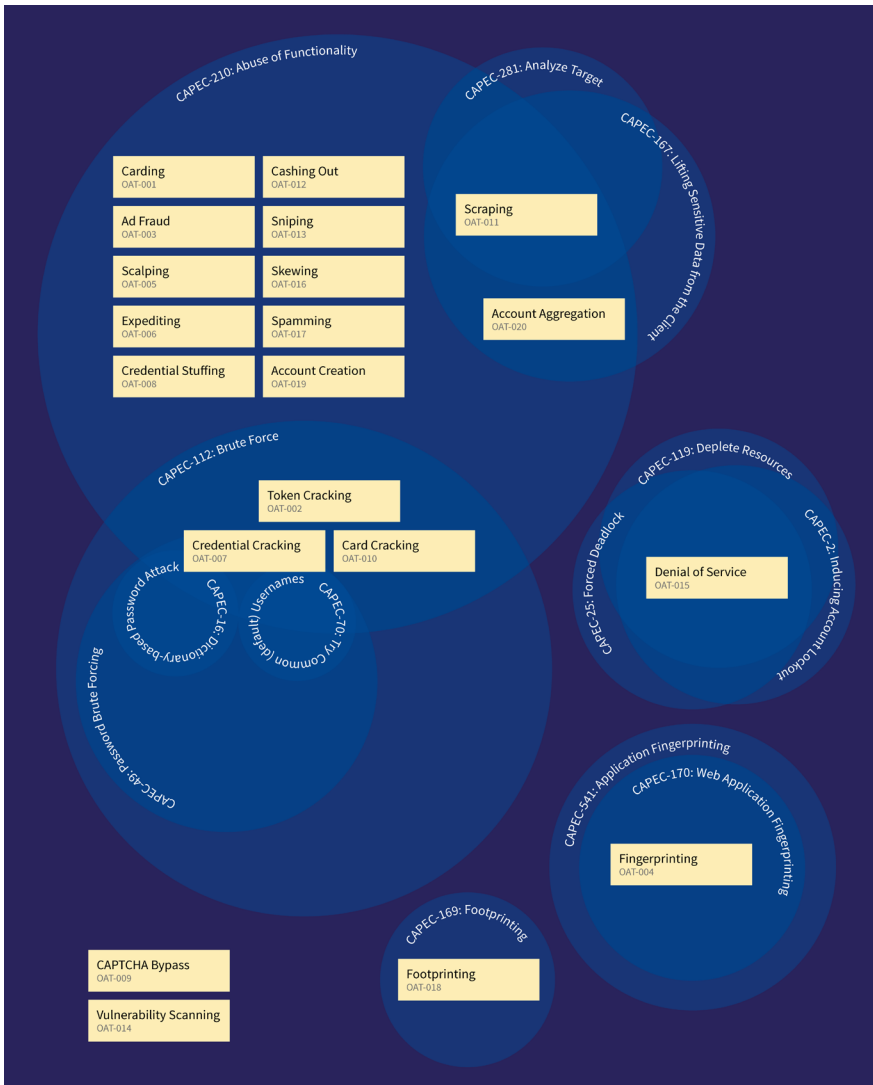 CAPEC-210: Abuse of Functionality
CAPEC-281: Analyze Target
CAPEC-167: Lifting Sensitive Data from the Client
Carding
OAT-001
Cashing Out
OAT-012
Ad Fraud
OAT-003
Sniping
OAT-013
Scalping
OAT-005
Skewing
OAT-016
Expediting
OAT-006
Spamming
OAT-017
Credential Stuffing
OAT-008
Account Creation
OAT-019
Scraping
OAT-011
Account Aggregation
OAT-020
CAPEC-112: Brute Force
Token Cracking
OAT-002
Credential Cracking
OAT-007
Card Cracking
OAT-010
CAPEC-16: Dictionary-based Password Attack
CAPEC-70: Try Common (default) Usernames
CAPEC-49: Password Brute Forcing
CAPEC-119: Deplete Resources
CAPEC-25: Forced Deadlock
CAPEC-2: Inducing Account Lockout
Denial of Service
OAT-015
CAPEC-541: Application Fingerprinting
CAPEC-170: Web Application Fingerprinting
Fingerprinting
OAT-004
CAPEC-169: Footprinting
Footprinting
OAT-018
CAPTCHA Bypass
OAT-009
Vulnerability Scanning
OAT-014